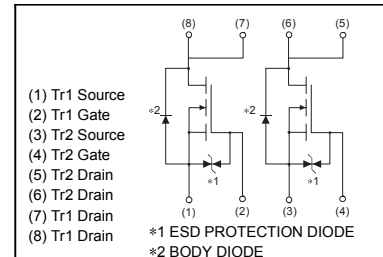 (8) (7) (6) (5)
(1) Tr1 Source
(2) Tr1 Gate
(3) Tr2 Source
(4) Tr2 Gate
(5) Tr2 Drain
(6) Tr2 Drain
(7) Tr1 Drain
(8) Tr1 Drain
*2 *2
*1 *1
(1) (2) (3) (4)
*1 ESD PROTECTION DIODE
*2 BODY DIODE